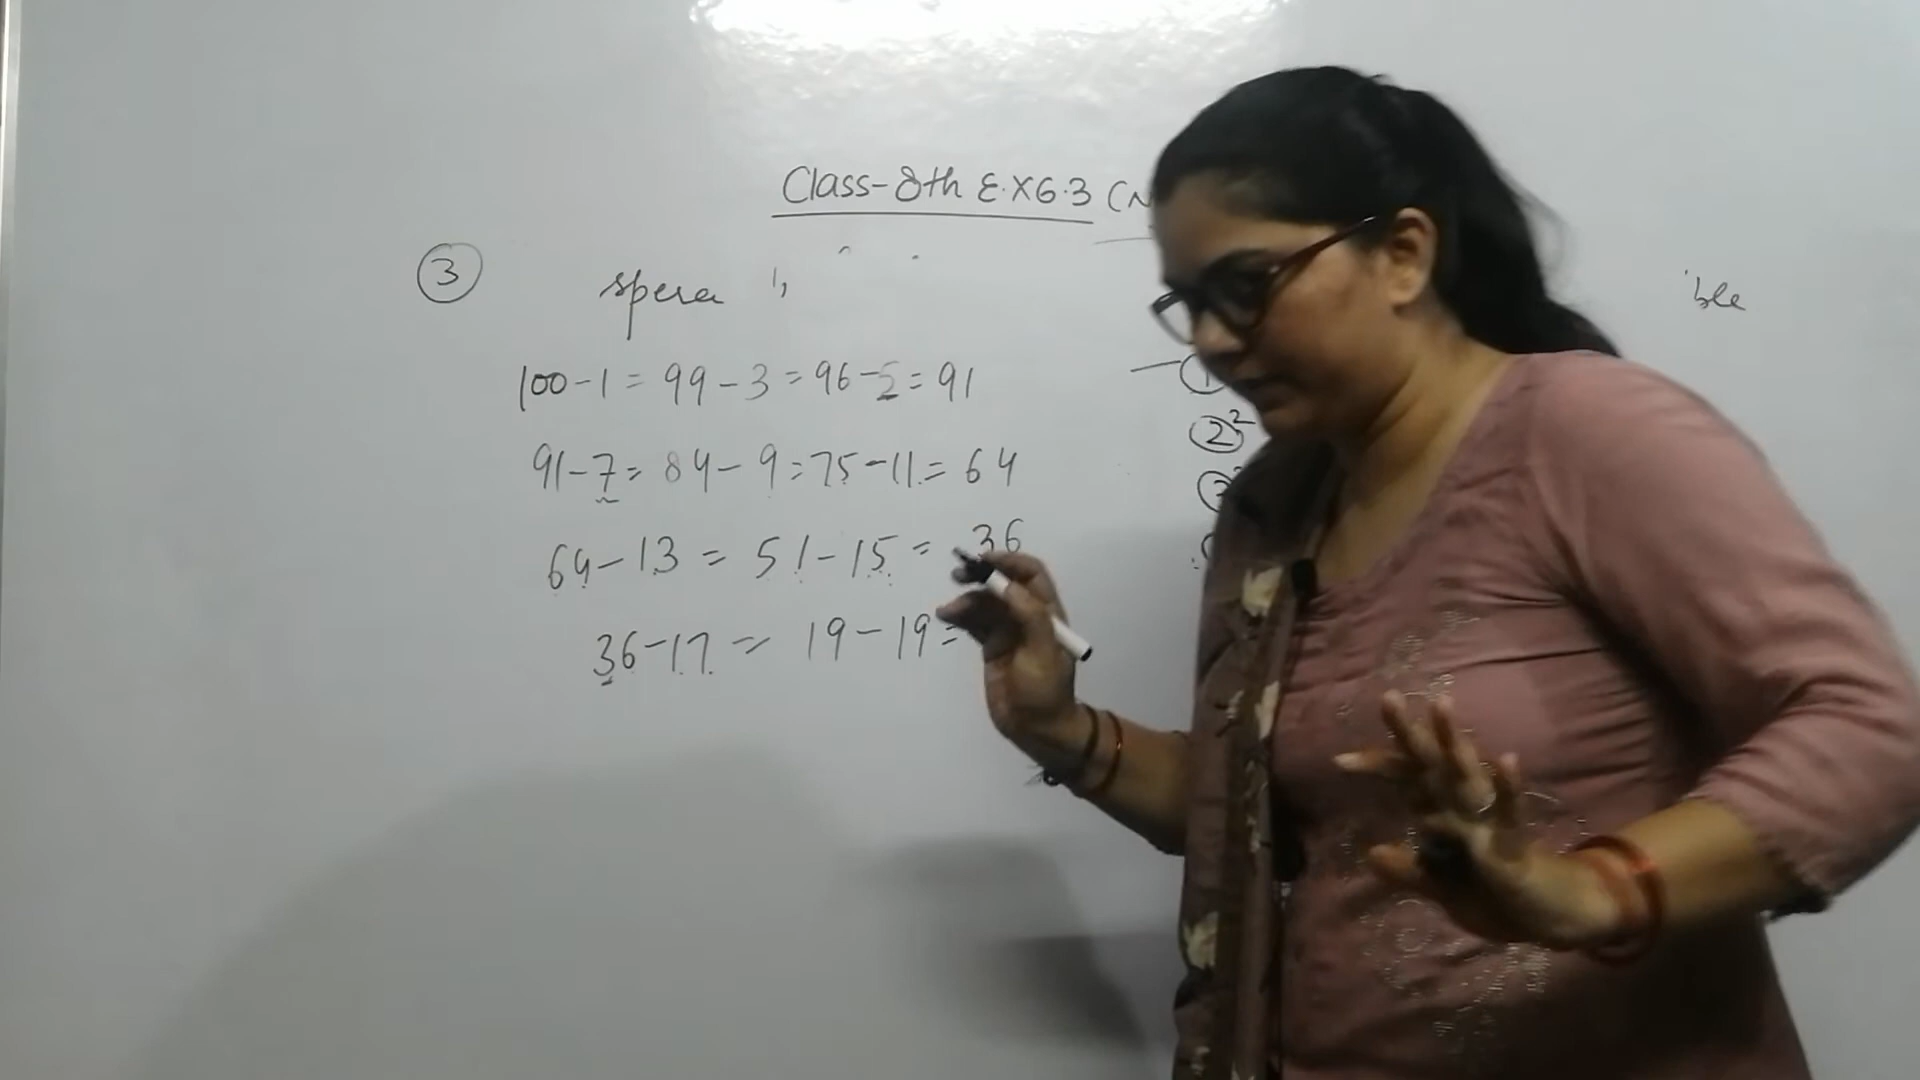 Class-8th E.X6.3 (N
3
100-1 = 99-3=96-5=91
91-7= 84-9=75-11=64
64-13 = 51-15= 36
36-17= 19-19=
2²